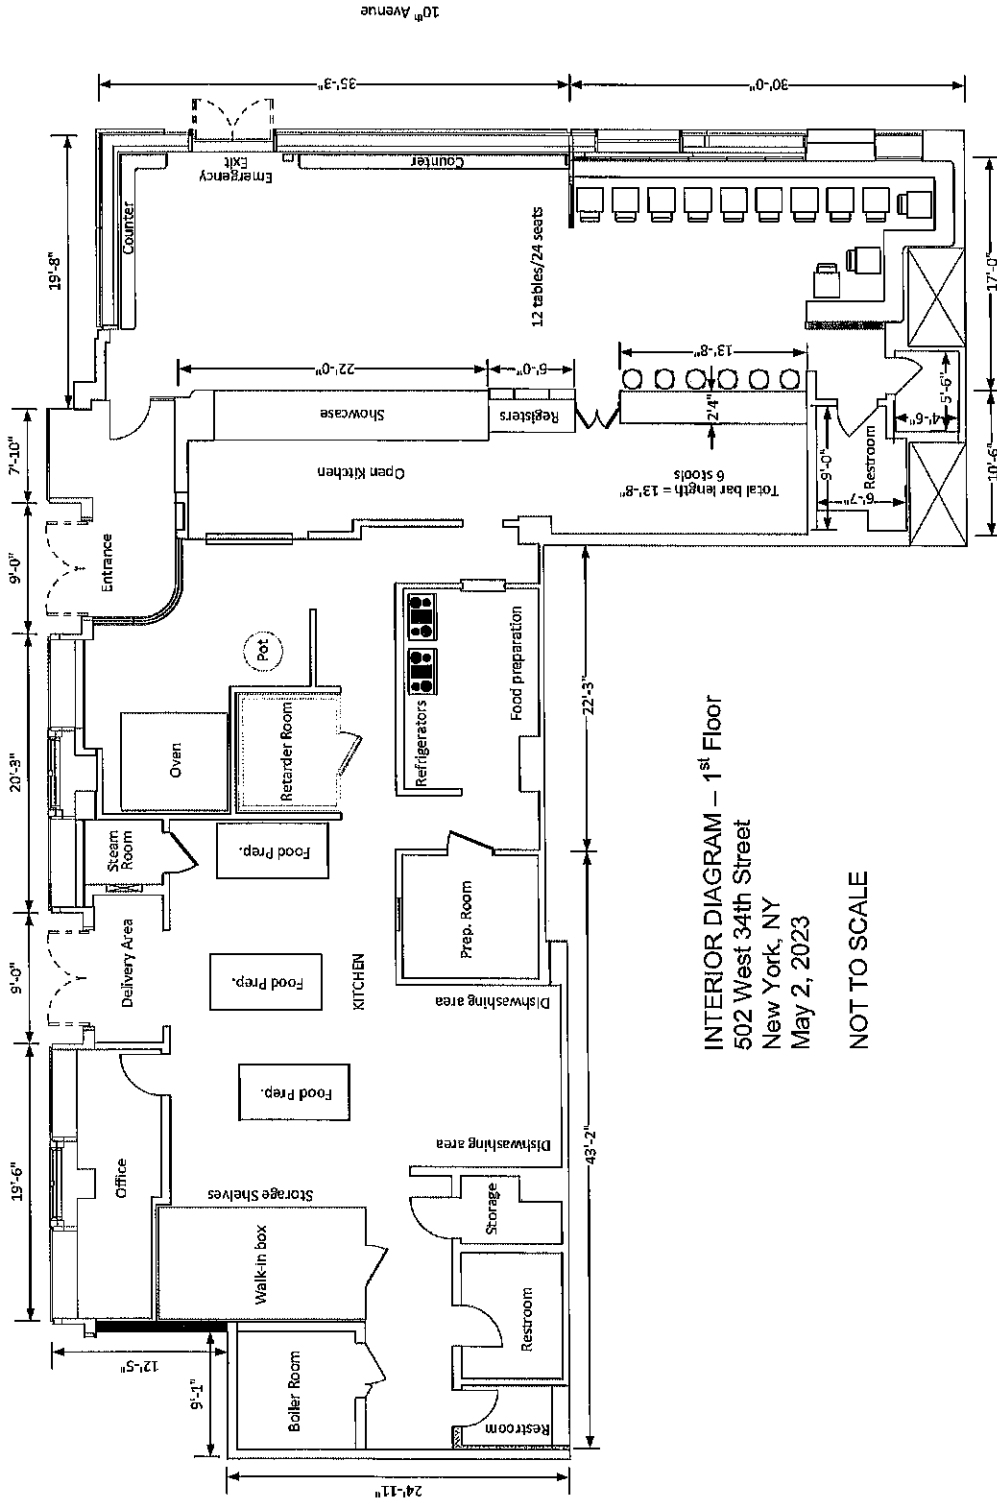 10th Avenue
35'-3"
30'-0"
19'-8"
Counter
Emergency
Exit
Counter
12 tables/24 seats
17'-0"
7'-10"
22'-0"
6'-0"
13'-8"
Showcase
Registers
2'4"
Open Kitchen
Total bar length = 13'-8"
6 stools
9'-0"
Restroom
6'-7"
4'-6"
5'-6"
10'-6"
9'-0"
Entrance
20'-3"
Pot
Oven
Retarder Room
Refrigerators
Food preparation
22'-3"
Steam
Room
Food Prep.
9'-0"
Delivery Area
Food Prep.
KITCHEN
Prep. Room
Dishwashing area
Food Prep.
19'-6"
Office
Storage Shelves
Dishwashing area
43'-2"
Walk-in box
Storage
12'-5"
9'-1"
Boiler Room
Restroom
Restroom
24'-11"
INTERIOR DIAGRAM – 1st Floor
502 West 34th Street
New York, NY
May 2, 2023
NOT TO SCALE